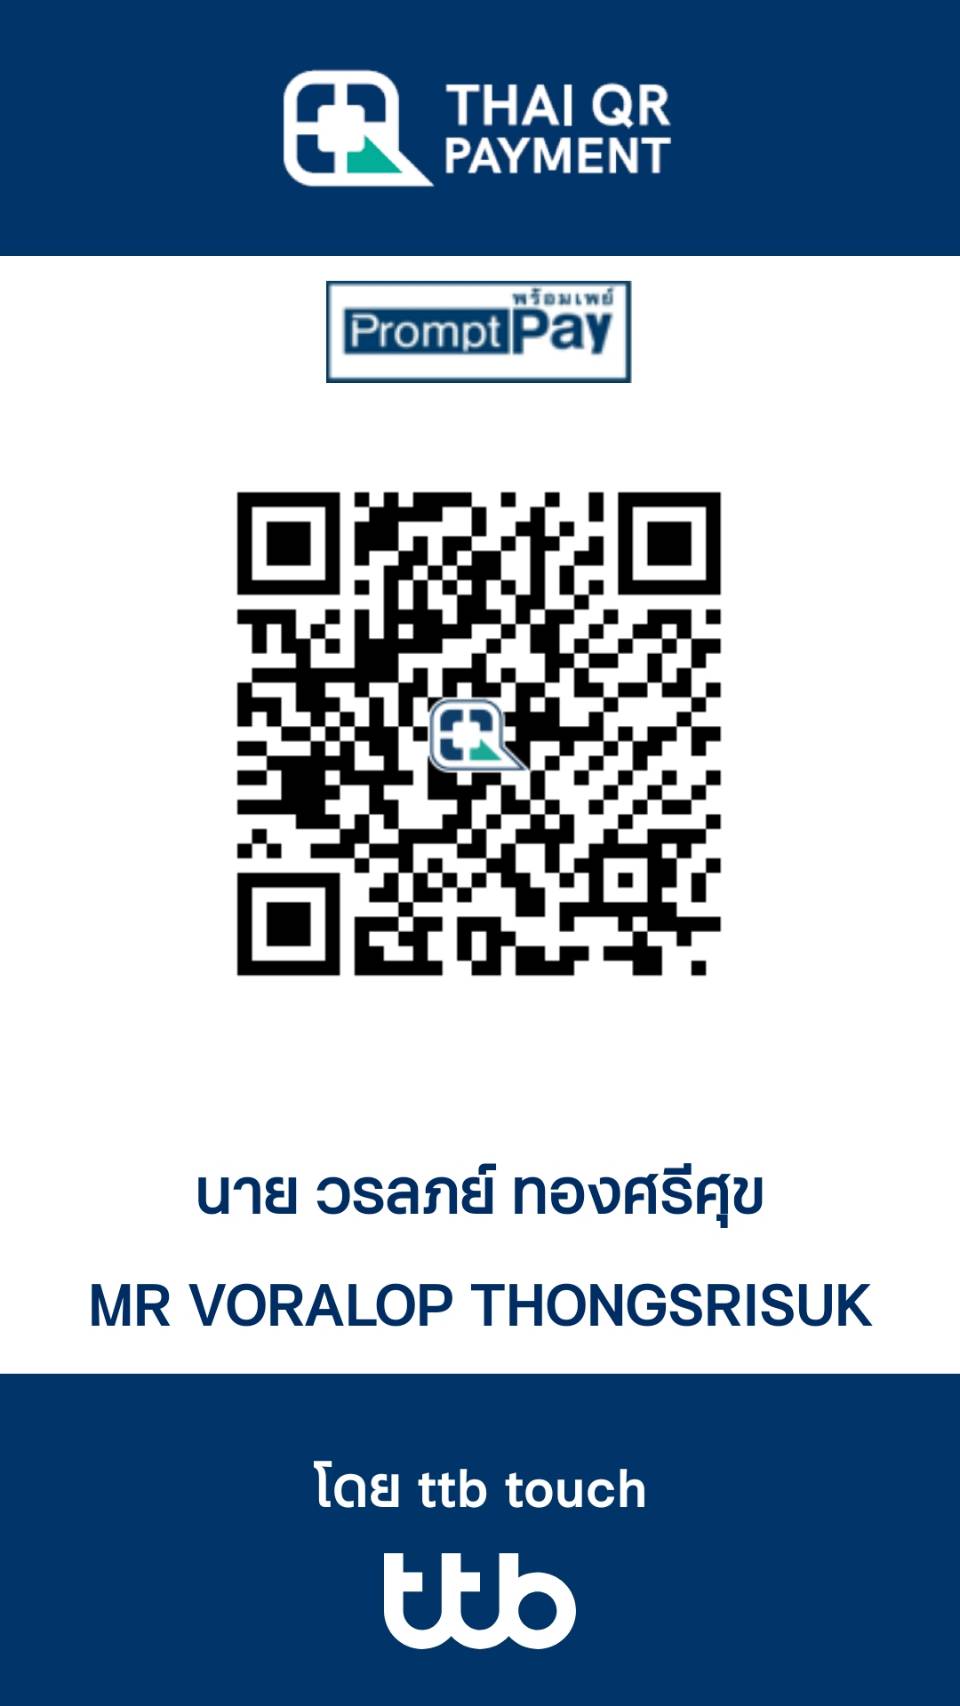 THAI QR
PAYMENT
พร้อมเพย์
PromptPay
นาย วรลภย์ ทองศรีศุข
MR VORALOP THONGSRISUK
โดย ttb touch
ttb